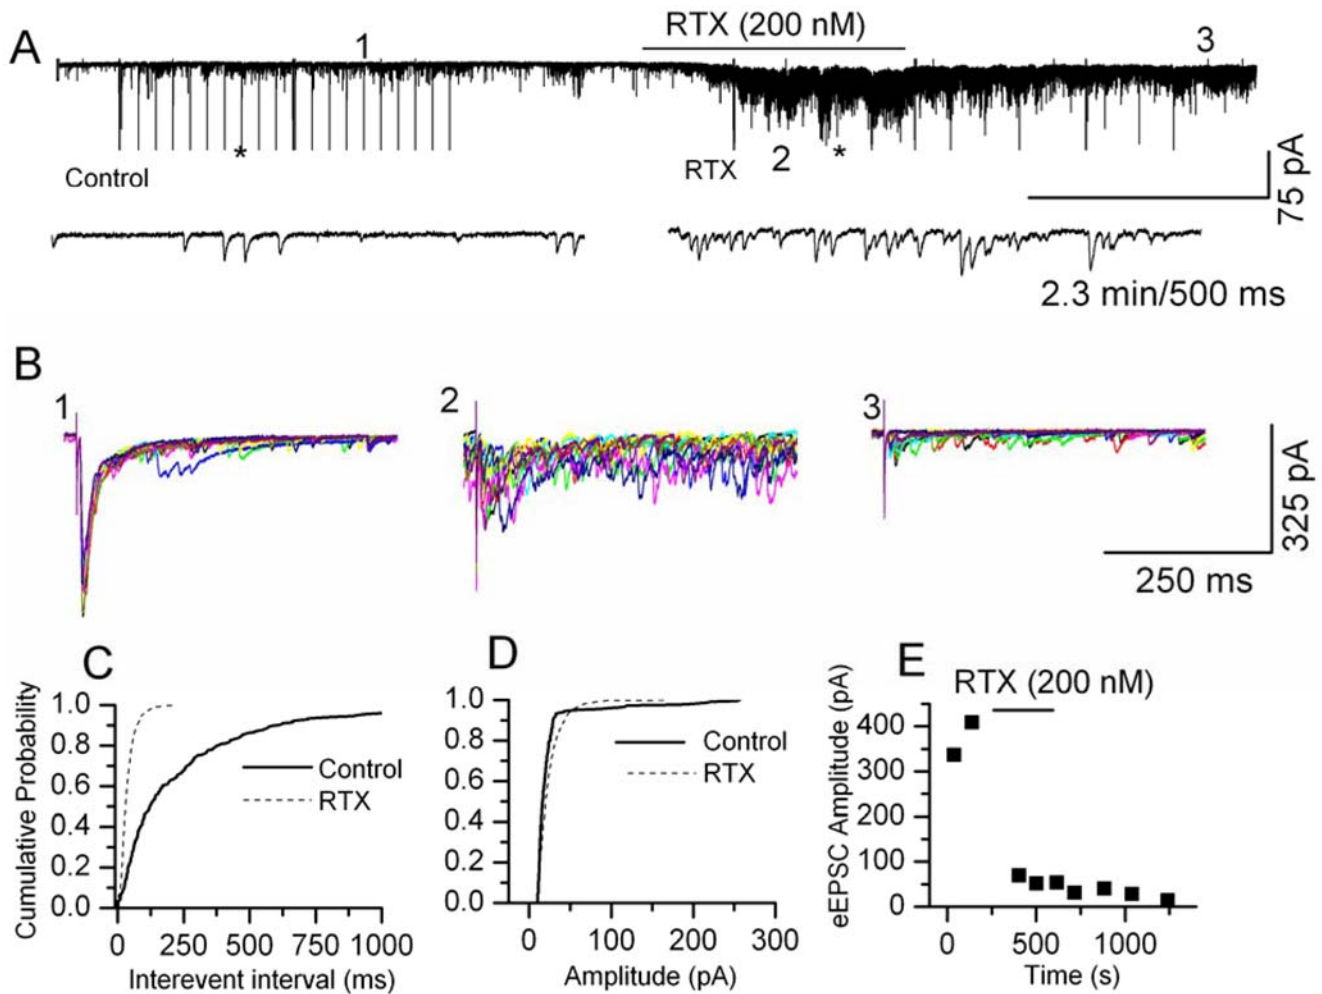 A
RTX (200 nM)
1
3
*
*
2
Control
RTX
75 pA
2.3 min/500 ms
B
1
2
3
325 pA
250 ms
C
D
E
Cumulative Probability
1.0
0.8
0.6
0.4
0.2
0.0
Control
RTX
0 250 500 750 1000
Interevent interval (ms)
1.0
0.8
0.6
0.4
0.2
0.0
Control
RTX
0 100 200 300
Amplitude (pA)
RTX (200 nM)
eEPSC Amplitude (pA)
400
300
200
100
0
0 500 1000
Time (s)